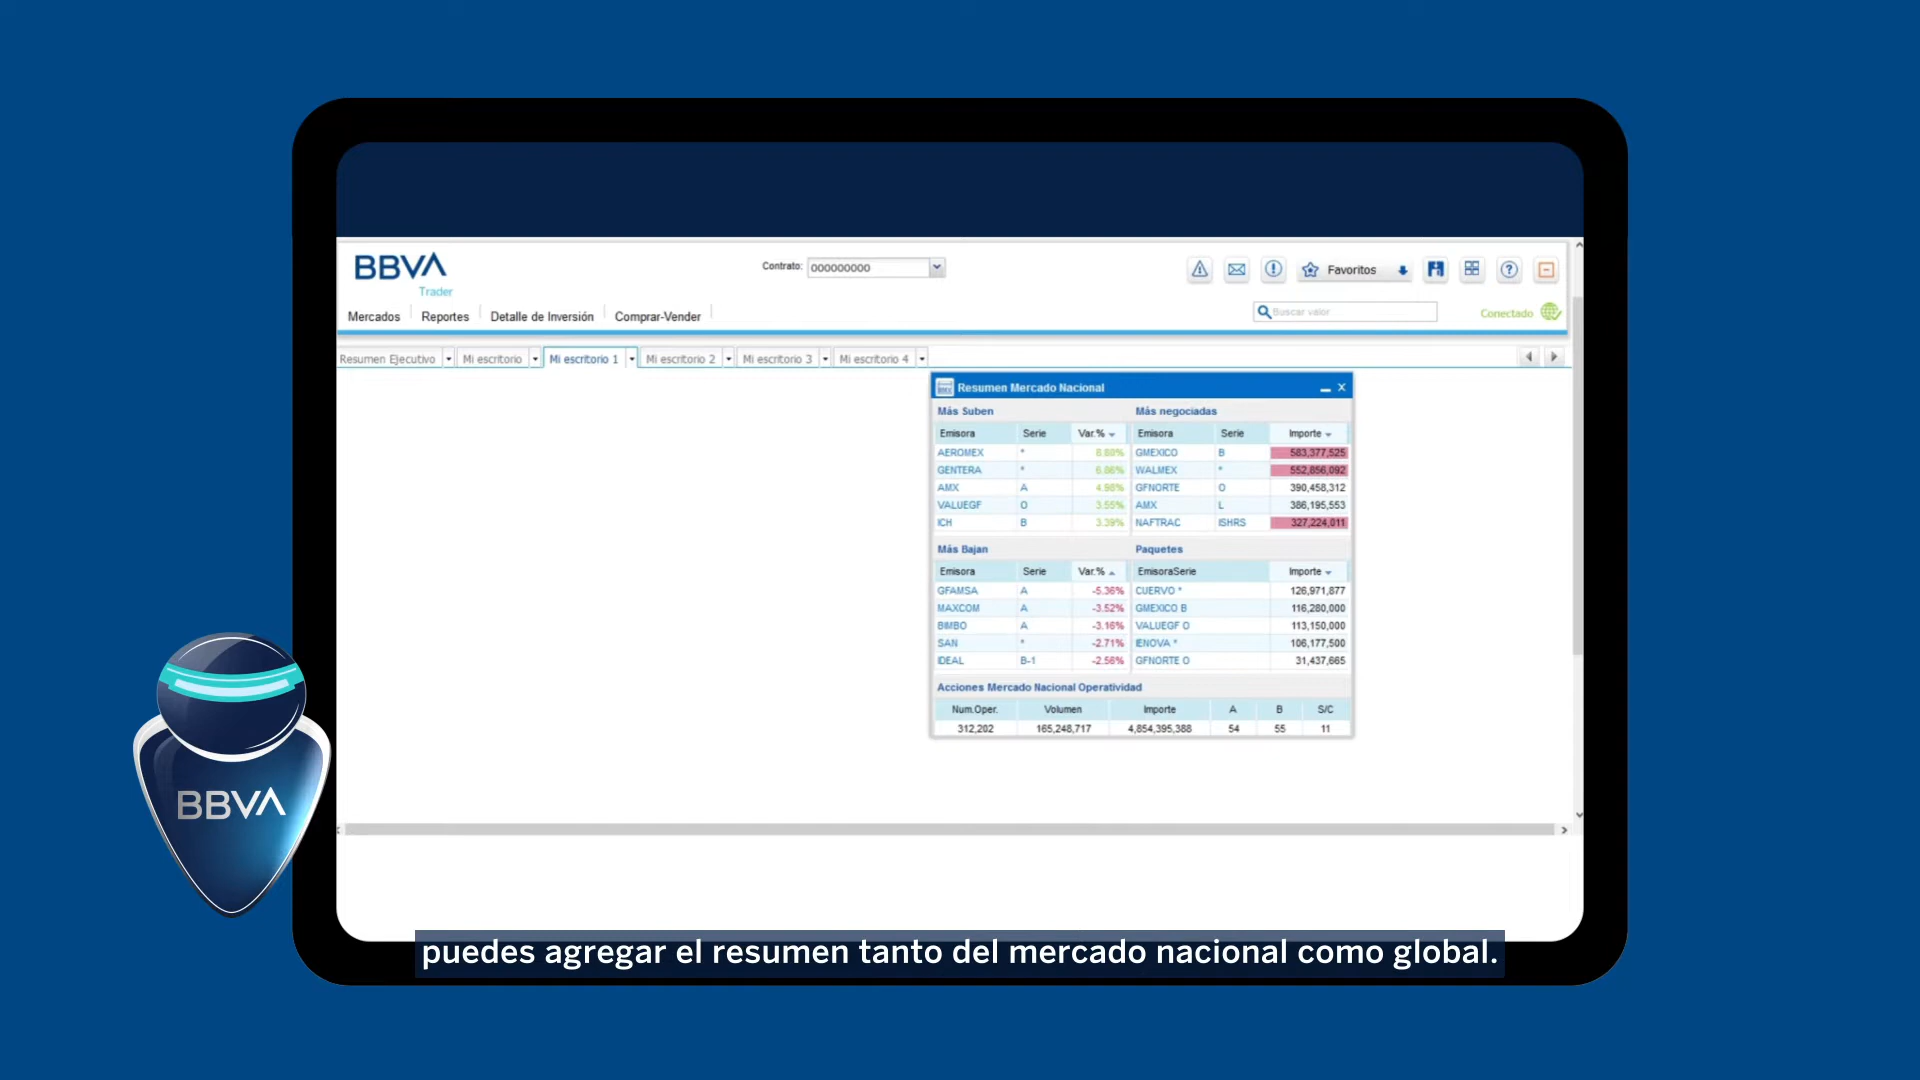 BBVA
Trader
Contrato: 000000000
Favoritos
Mercados Reportes Detalle de Inversión Comprar-Vender
Buscar valor
Conectado
Resumen Ejecutivo Mi escritorio Mi escritorio 1 Mi escritorio 2 Mi escritorio 3 Mi escritorio 4
Resumen Mercado Nacional
Más Suben Más negociadas
Emisora Serie Var.% Emisora Serie Importe
AEROMEX * 8.80% GMEXICO B 583,377,525
GENTERA * 6.86% WALMEX * 552,856,092
AMX A 4.98% GFNORTE O 390,458,312
VALUEGF O 3.55% AMX L 386,195,553
ICH B 3.39% NAFTRAC ISHRS 327,224,011
Más Bajan Paquetes
Emisora Serie Var.% EmisoraSerie Importe
GFAMSA A -5.36% CUERVO * 126,971,877
MAXCOM A -3.52% GMEXICO B 116,280,000
BIMBO A -3.16% VALUEGF O 113,150,000
SAN * -2.71% IENOVA * 106,177,500
IDEAL B-1 -2.56% GFNORTE O 31,437,665
Acciones Mercado Nacional Operatividad
Num.Oper. Volumen Importe A B S/C
312,202 165,248,717 4,854,395,388 54 55 11
BBVA
puedes agregar el resumen tanto del mercado nacional como global.